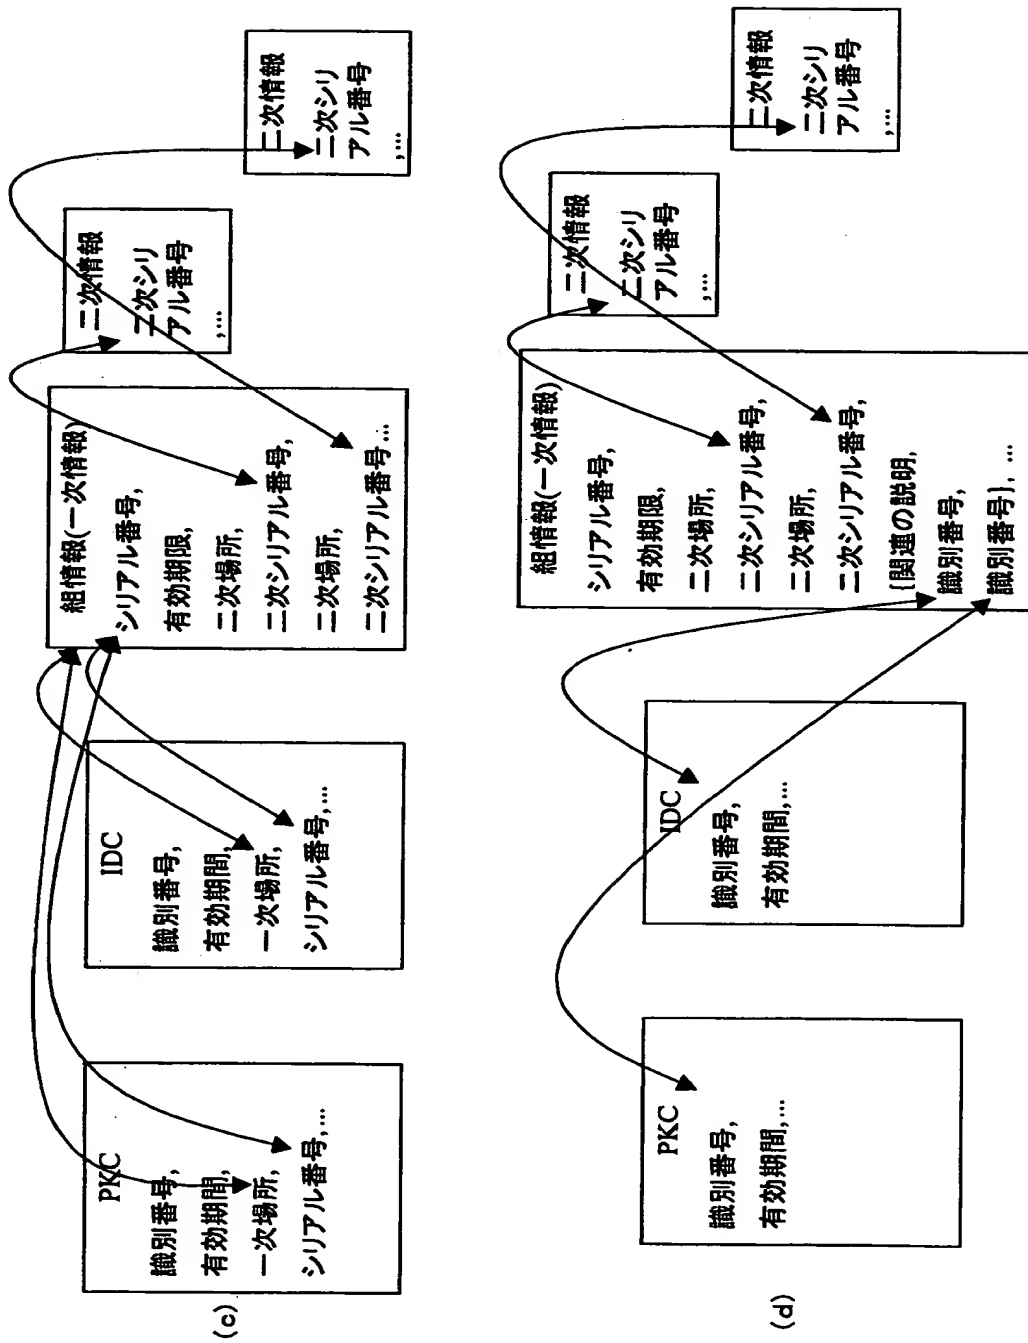 (c)
PKC
識別番号,
有効期間,
一次場所,
シリアル番号,...
IDC
識別番号,
有効期間,
一次場所,
シリアル番号,...
組情報(一次情報)
シリアル番号,
有効期限,
二次場所,
二次シリアル番号,
二次場所,
二次シリアル番号...
二次情報
二次シリ
アル番号
,...
二次情報
二次シリ
アル番号
,...
(d)
PKC
識別番号,
有効期間,...
IDC
識別番号,
有効期間,...
組情報(一次情報)
シリアル番号,
有効期限,
二次場所,
二次シリアル番号,
二次場所,
二次シリアル番号,
{関連の説明,
識別番号,
識別番号}, ...
二次情報
二次シリ
アル番号
,...
二次情報
二次シリ
アル番号
,...